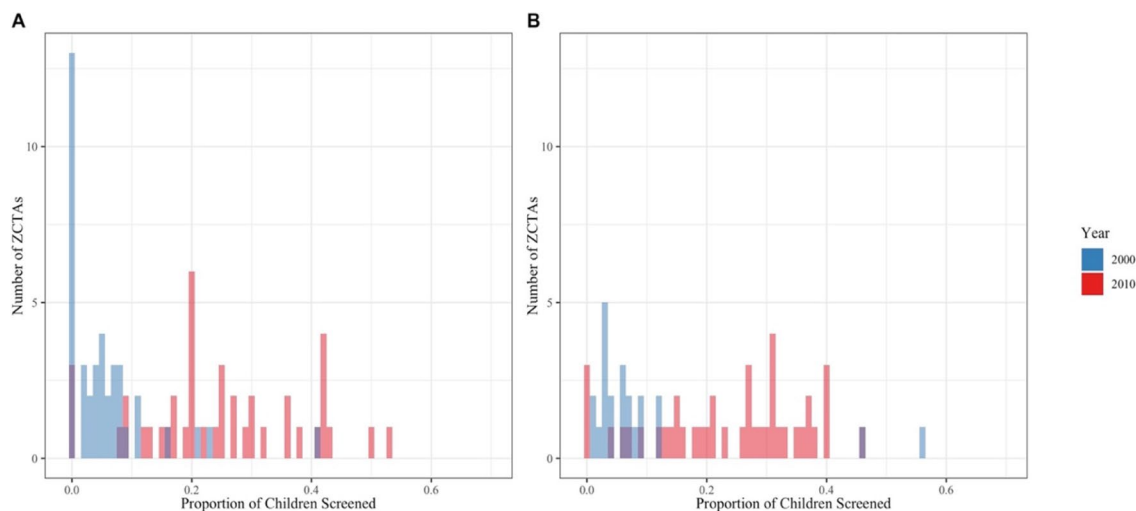 A
Number of ZCTAs
10
5
0
0.0 0.2 0.4 0.6
Proportion of Children Screened
B
Number of ZCTAs
10
5
0
0.0 0.2 0.4 0.6
Proportion of Children Screened
Year
2000
2010